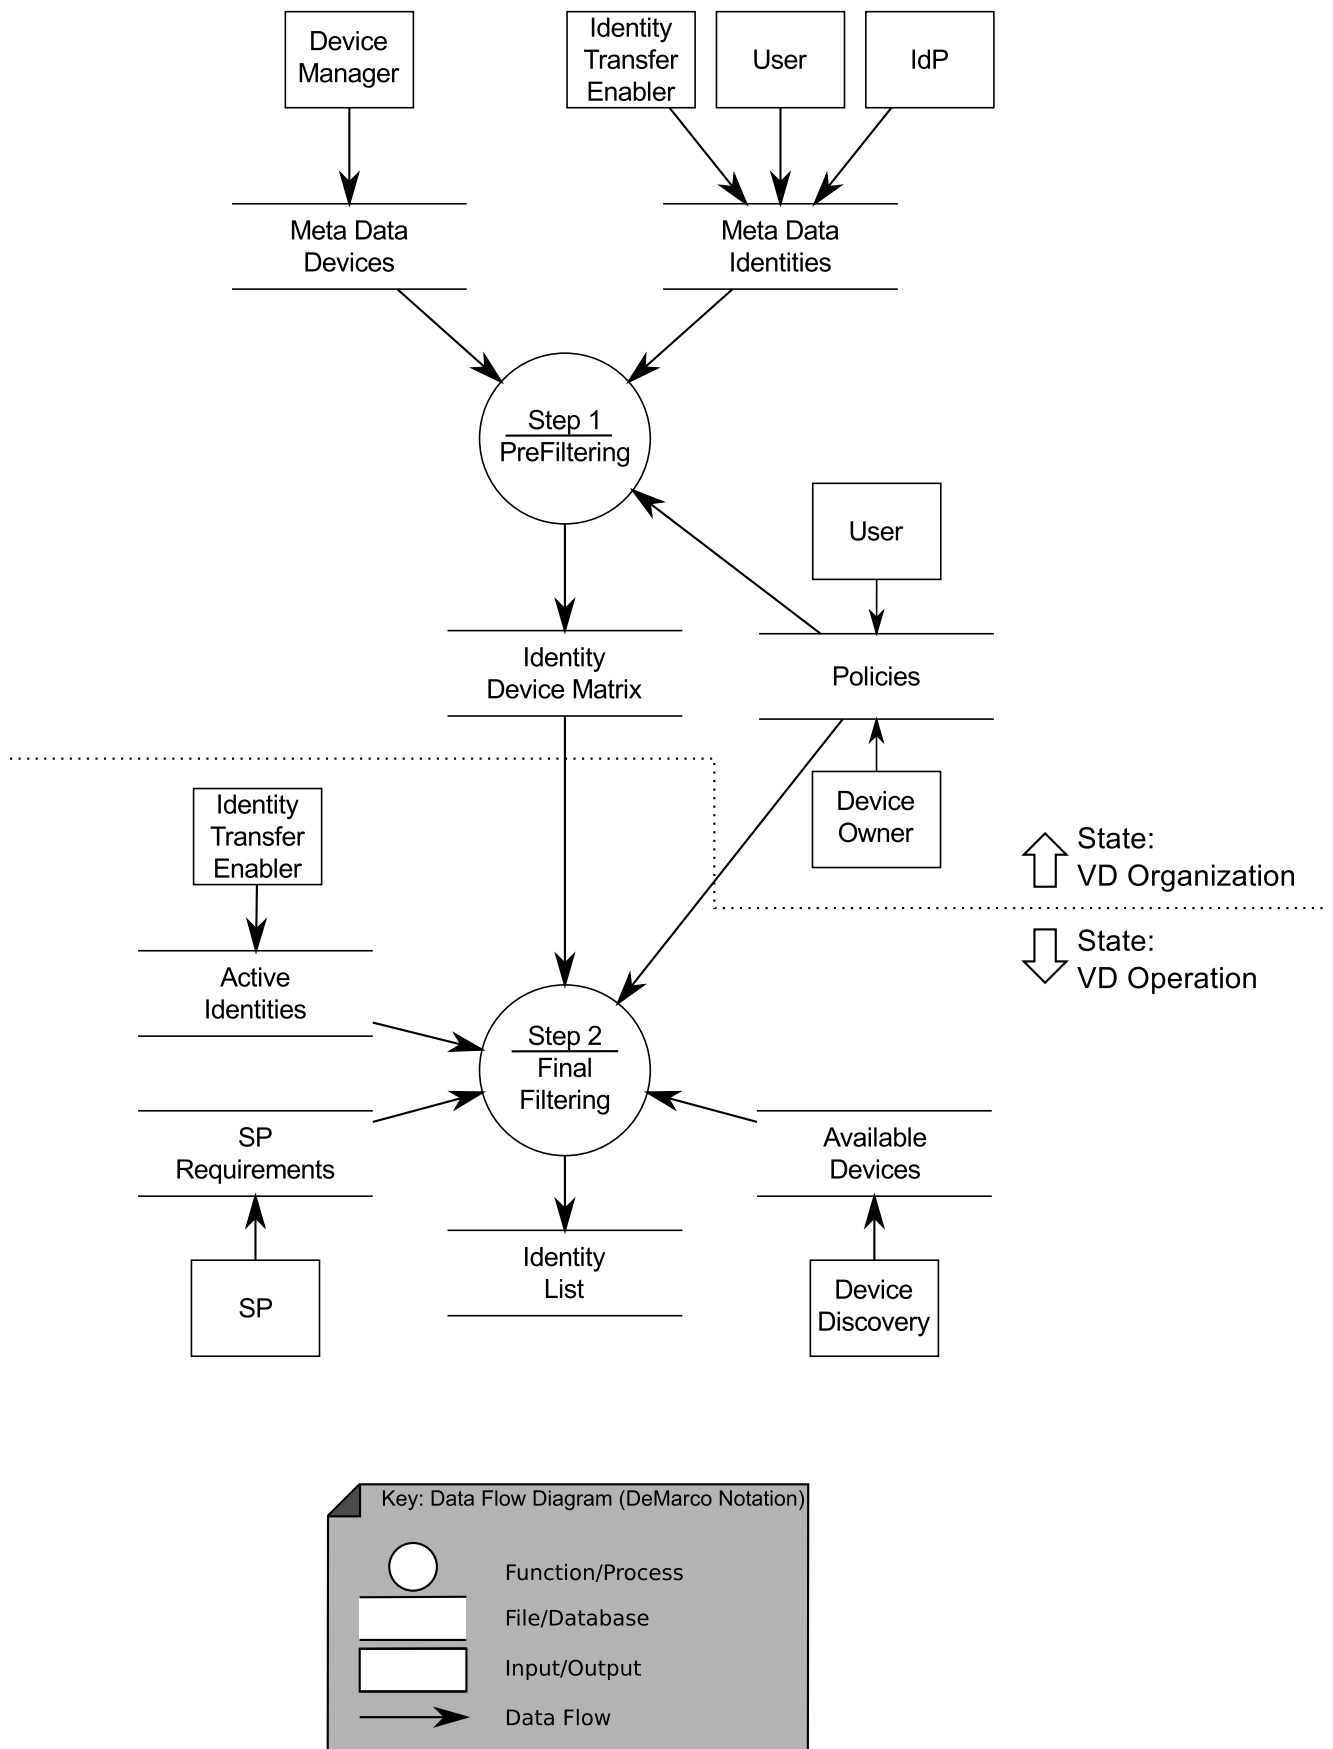 Device
Manager
Identity
Transfer
Enabler
User
IdP
Meta Data
Devices
Meta Data
Identities
Step 1
PreFiltering
User
Identity
Device Matrix
Policies
Identity
Transfer
Enabler
Device
Owner
State:
VD Organization
State:
VD Operation
Active
Identities
Step 2
Final
Filtering
SP
Requirements
Available
Devices
Identity
List
SP
Device
Discovery
Key: Data Flow Diagram (DeMarco Notation)
Function/Process
File/Database
Input/Output
Data Flow